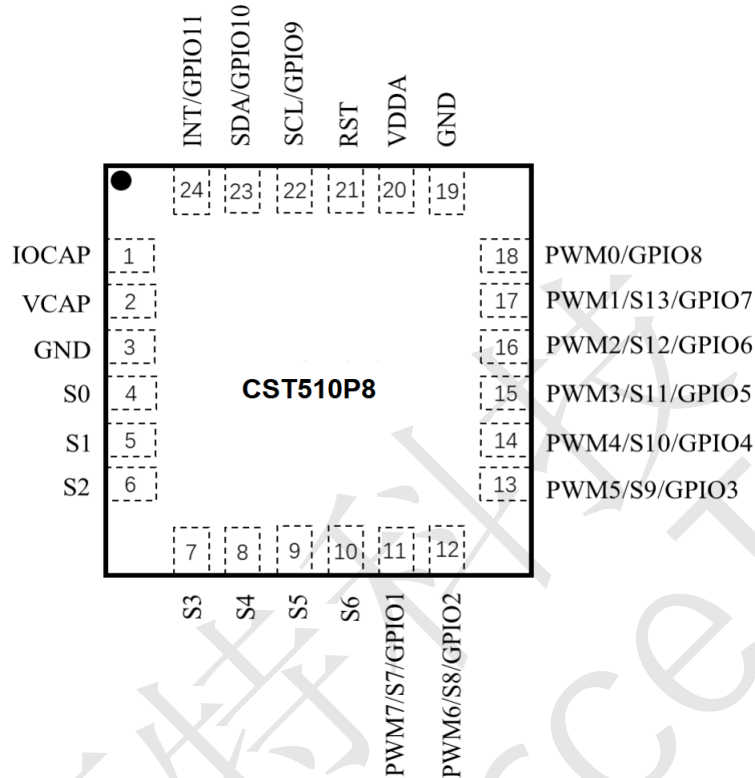 INT/GPIO11
SDA/GPIO10
SCL/GPIO9
RST
VDDA
GND
24 23 22 21 20 19
IOCAP 1 18 PWM0/GPIO8
VCAP 2 17 PWM1/S13/GPIO7
GND 3 16 PWM2/S12/GPIO6
S0 4 CST510P8 15 PWM3/S11/GPIO5
S1 5 14 PWM4/S10/GPIO4
S2 6 13 PWM5/S9/GPIO3
7 8 9 10 11 12
S3
S4
S5
S6
PWM7/S7/GPIO1
PWM6/S8/GPIO2
特科技